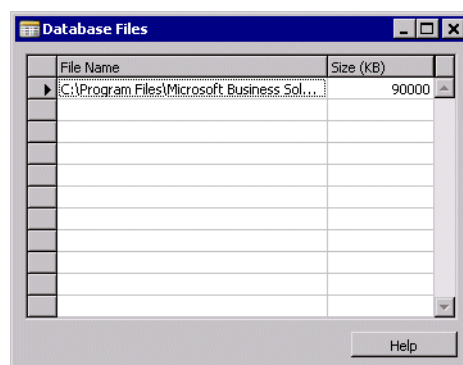 Database Files
File Name Size (KB)
C:\Program Files\Microsoft Business Sol... 90000
Help